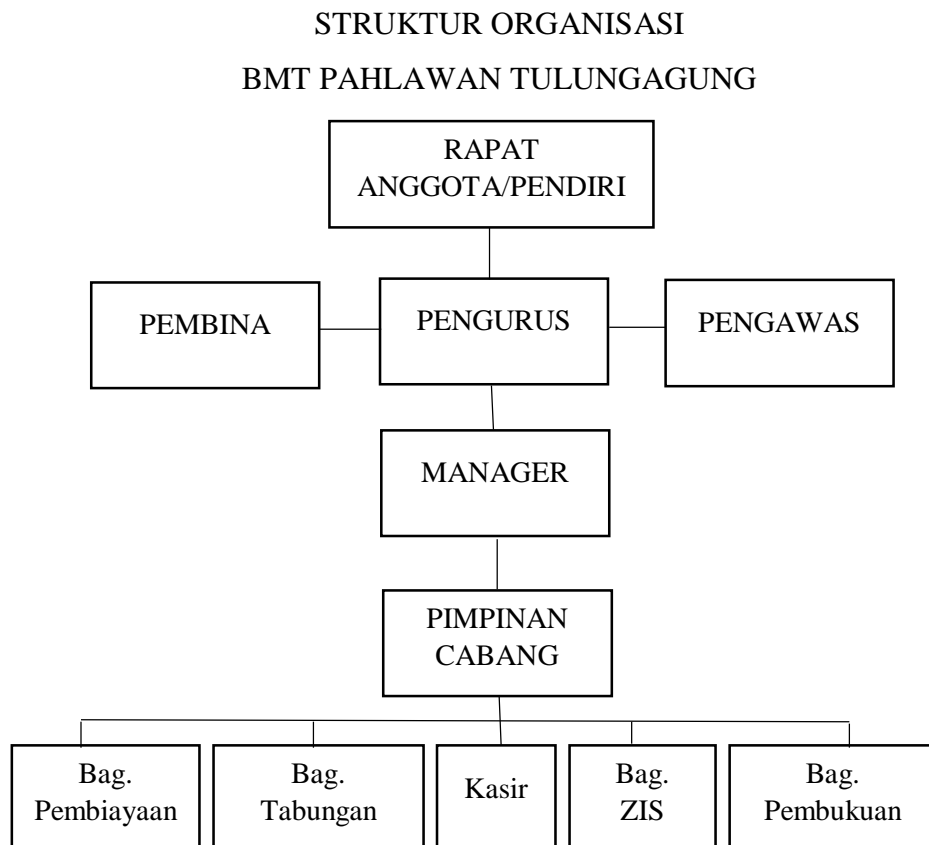 STRUKTUR ORGANISASI
BMT PAHLAWAN TULUNGAGUNG
RAPAT
ANGGOTA/PENDIRI
PEMBINA
PENGURUS
PENGAWAS
MANAGER
PIMPINAN
CABANG
Bag.
Pembiayaan
Bag.
Tabungan
Kasir
Bag.
ZIS
Bag.
Pembukuan